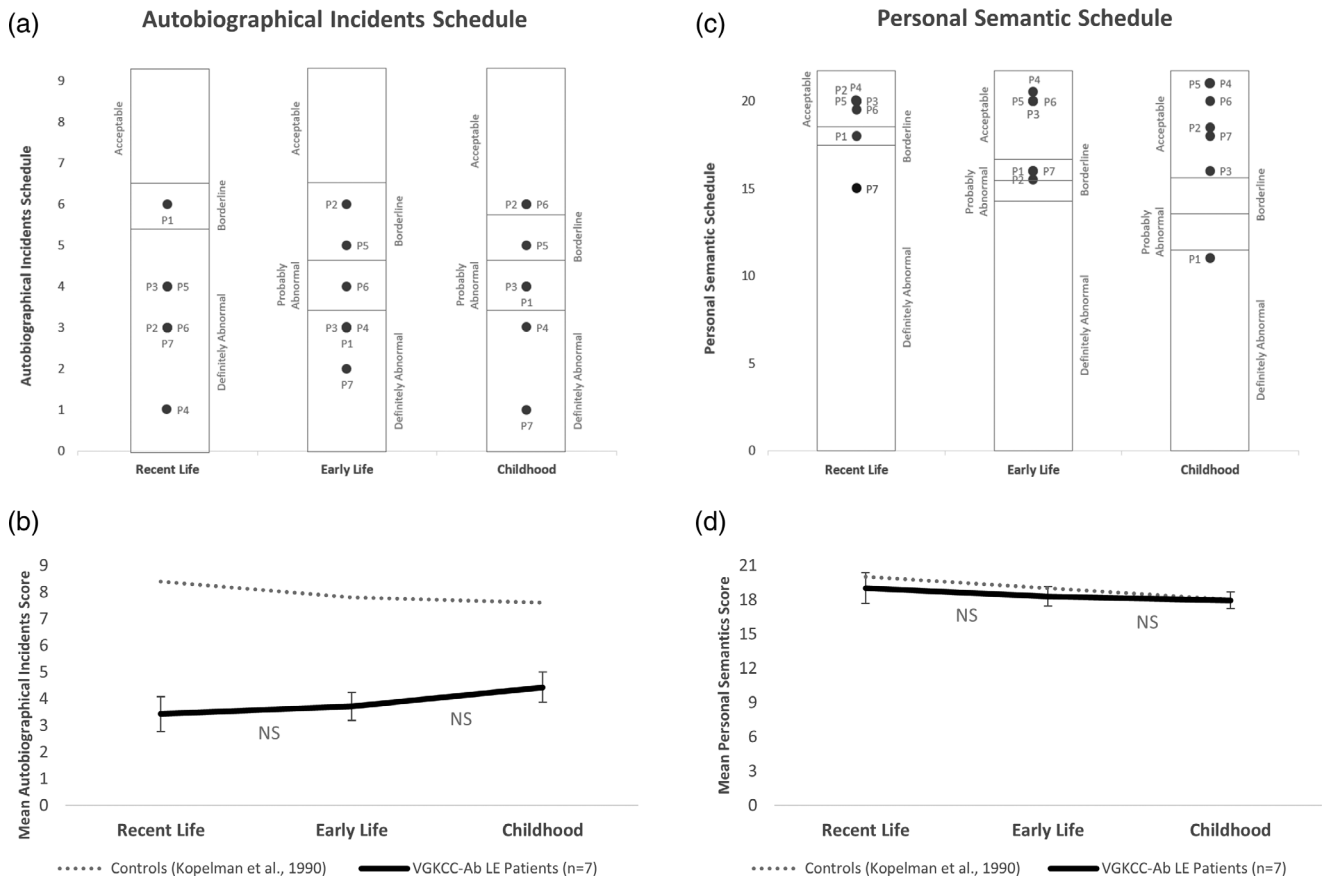 (a)
Autobiographical Incidents Schedule
Autobiographical Incidents Schedule
9
8
7
6
5
4
3
2
1
0
Acceptable
Borderline
Definitely Abnormal
P1
P3 P5
P2 P6
P7
P4
Recent Life
Acceptable
Borderline
Probably
Abnormal
Definitely Abnormal
P2
P5
P6
P3 P4
P1
P7
Early Life
Acceptable
Borderline
Probably
Abnormal
Definitely Abnormal
P2 P6
P5
P3
P1
P4
P7
Childhood
(c)
Personal Semantic Schedule
Personal Semantic Schedule
20
15
10
5
0
Acceptable
Borderline
Definitely Abnormal
P2 P4
P5 P3
P6
P1
P7
Recent Life
Acceptable
Borderline
Probably
Abnormal
Definitely Abnormal
P4
P5 P6
P3
P1 P7
P2
Early Life
Acceptable
Borderline
Probably
Abnormal
Definitely Abnormal
P5 P4
P6
P2
P7
P3
P1
Childhood
(b)
Mean Autobiographical Incidents Score
9
8
7
6
5
4
3
2
1
0
NS
NS
Recent Life
Early Life
Childhood
Controls (Kopelman et al., 1990)
VGKCC-Ab LE Patients (n=7)
(d)
Mean Personal Semantics Score
21
18
15
12
9
6
3
0
NS
NS
Recent Life
Early Life
Childhood
Controls (Kopelman et al., 1990)
VGKCC-Ab LE Patients (n=7)